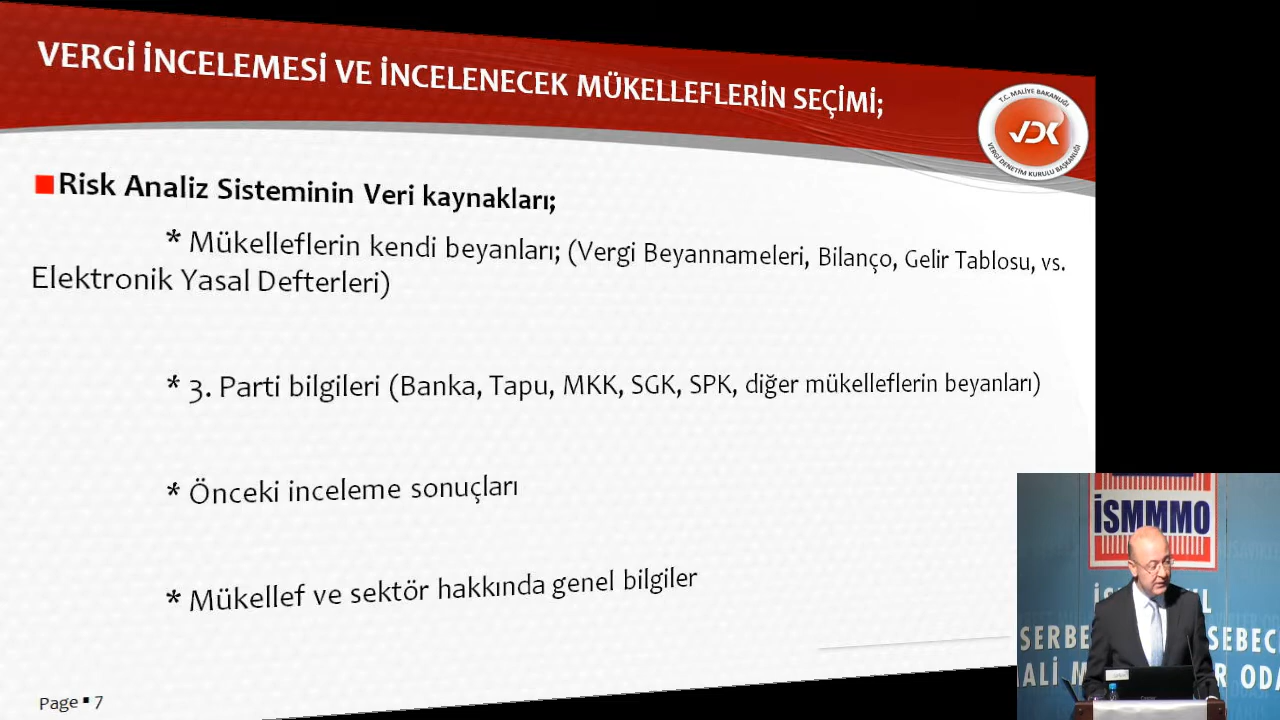 VERGİ İNCELEMESİ VE İNCELENECEK MÜKELLEFLERİN SEÇİMİ;
T.C. MALİYE BAKANLIĞI
VDK
VERGİ DENETİM KURULU BAŞKANLIĞI
Risk Analiz Sisteminin Veri kaynakları;
* Mükelleflerin kendi beyanları; (Vergi Beyannameleri, Bilanço, Gelir Tablosu, vs.
Elektronik Yasal Defterleri)
* 3. Parti bilgileri (Banka, Tapu, MKK, SGK, SPK, diğer mükelleflerin beyanları)
* Önceki inceleme sonuçları
* Mükellef ve sektör hakkında genel bilgiler
Page ▪ 7
İSMMMO